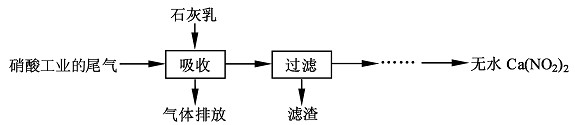 石灰乳
硝酸工业的尾气
吸收
过滤
······
无水 Ca(NO₂)₂
气体排放
滤渣